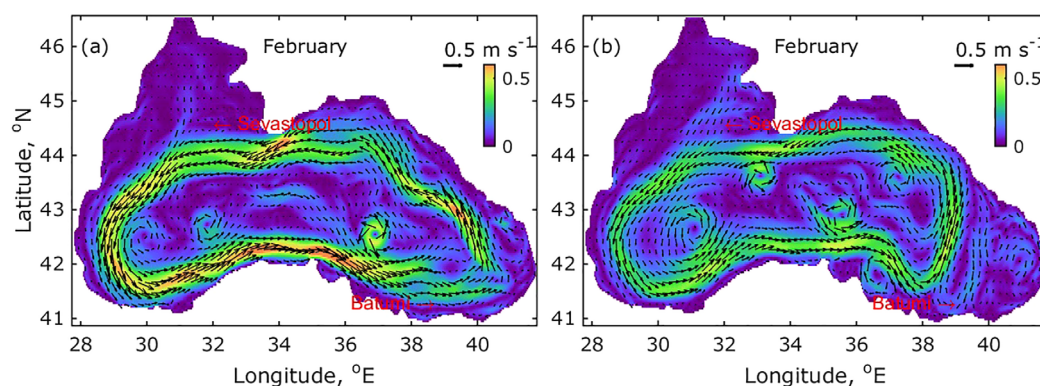 (a) February 0.5 m s⁻¹
0.5
0
← Sevastopol
Batumi →
46
45
44
43
42
41
Latitude, °N
28 30 32 34 36 38 40
Longitude, °E
(b) February 0.5 m s⁻¹
0.5
0
← Sevastopol
Batumi →
46
45
44
43
42
41
28 30 32 34 36 38 40
Longitude, °E